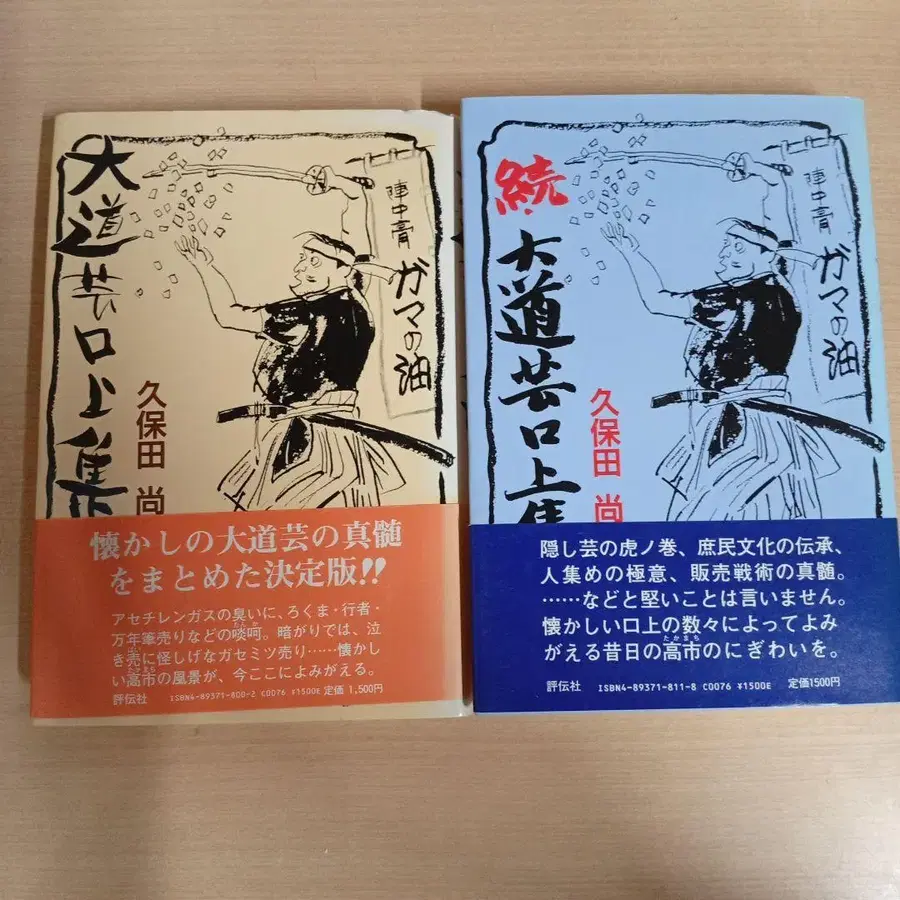 大道芸口上集
久保田 尚
陣中膏
ガマの油
懐かしの大道芸の真髄
をまとめた決定版!!
アセチレンガスの臭いに、ろくま・行者・
万年筆売りなどの啖呵。暗がりでは、泣
き売に怪しげなガセミツ売り……懐かし
い高市の風景が、今ここによみがえる。
評伝社 ISBN4-89371-800-2 C0076 ¥1500E 定価 1,500円
続
大道芸口上集
久保田 尚
陣中膏
ガマの油
隠し芸の虎ノ巻、庶民文化の伝承、
人集めの極意、販売戦術の真髄。
……などと堅いことは言いません。
懐かしい口上の数々によってよみ
がえる昔日の高市のにぎわいを。
評伝社 ISBN4-89371-811-8 C0076 ¥1500E 定価1500円